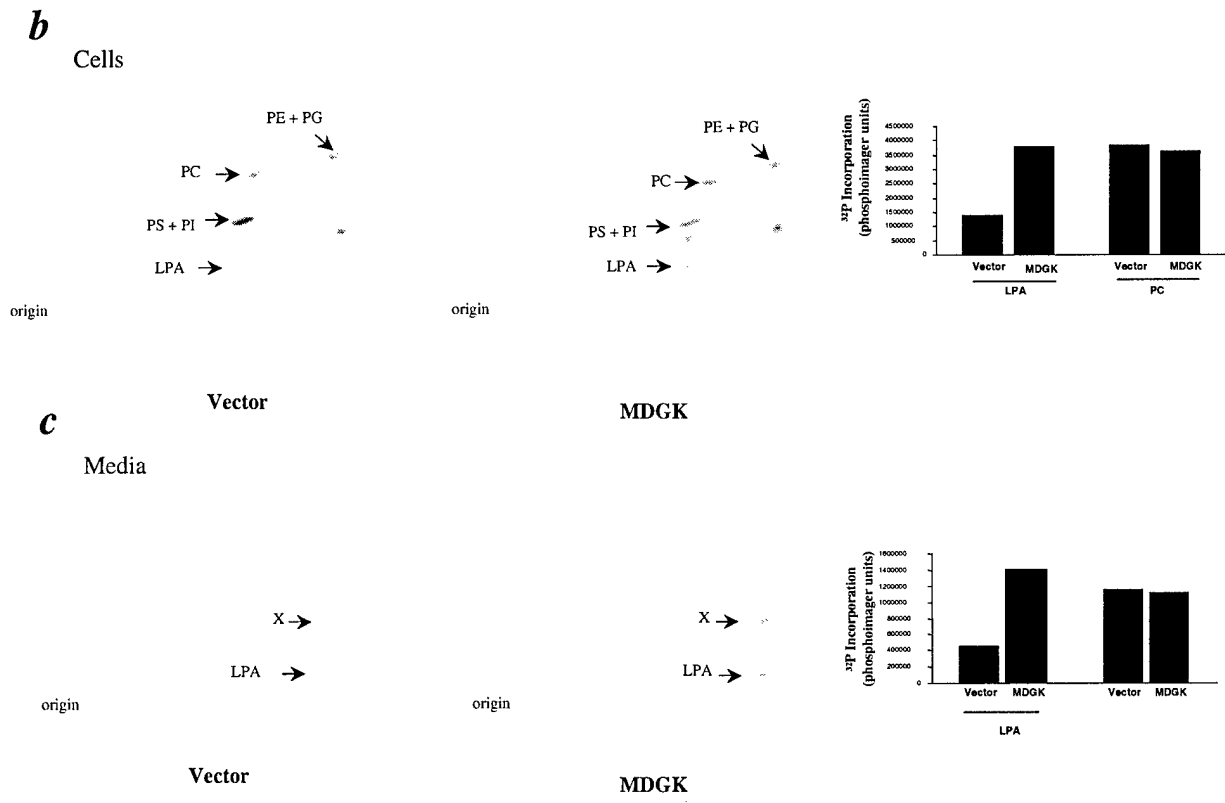 b
Cells
PE + PG
PC
PS + PI
LPA
origin
Vector
PE + PG
PC
PS + PI
LPA
origin
MDGK
32P Incorporation
(phosphoimager units)
4500000
4000000
3500000
3000000
2500000
2000000
1500000
1000000
500000
0
Vector MDGK Vector MDGK
LPA PC
c
Media
X
LPA
origin
Vector
X
LPA
origin
MDGK
32P Incorporation
(phosphoimager units)
1600000
1400000
1200000
1000000
800000
600000
400000
200000
0
Vector MDGK Vector MDGK
LPA